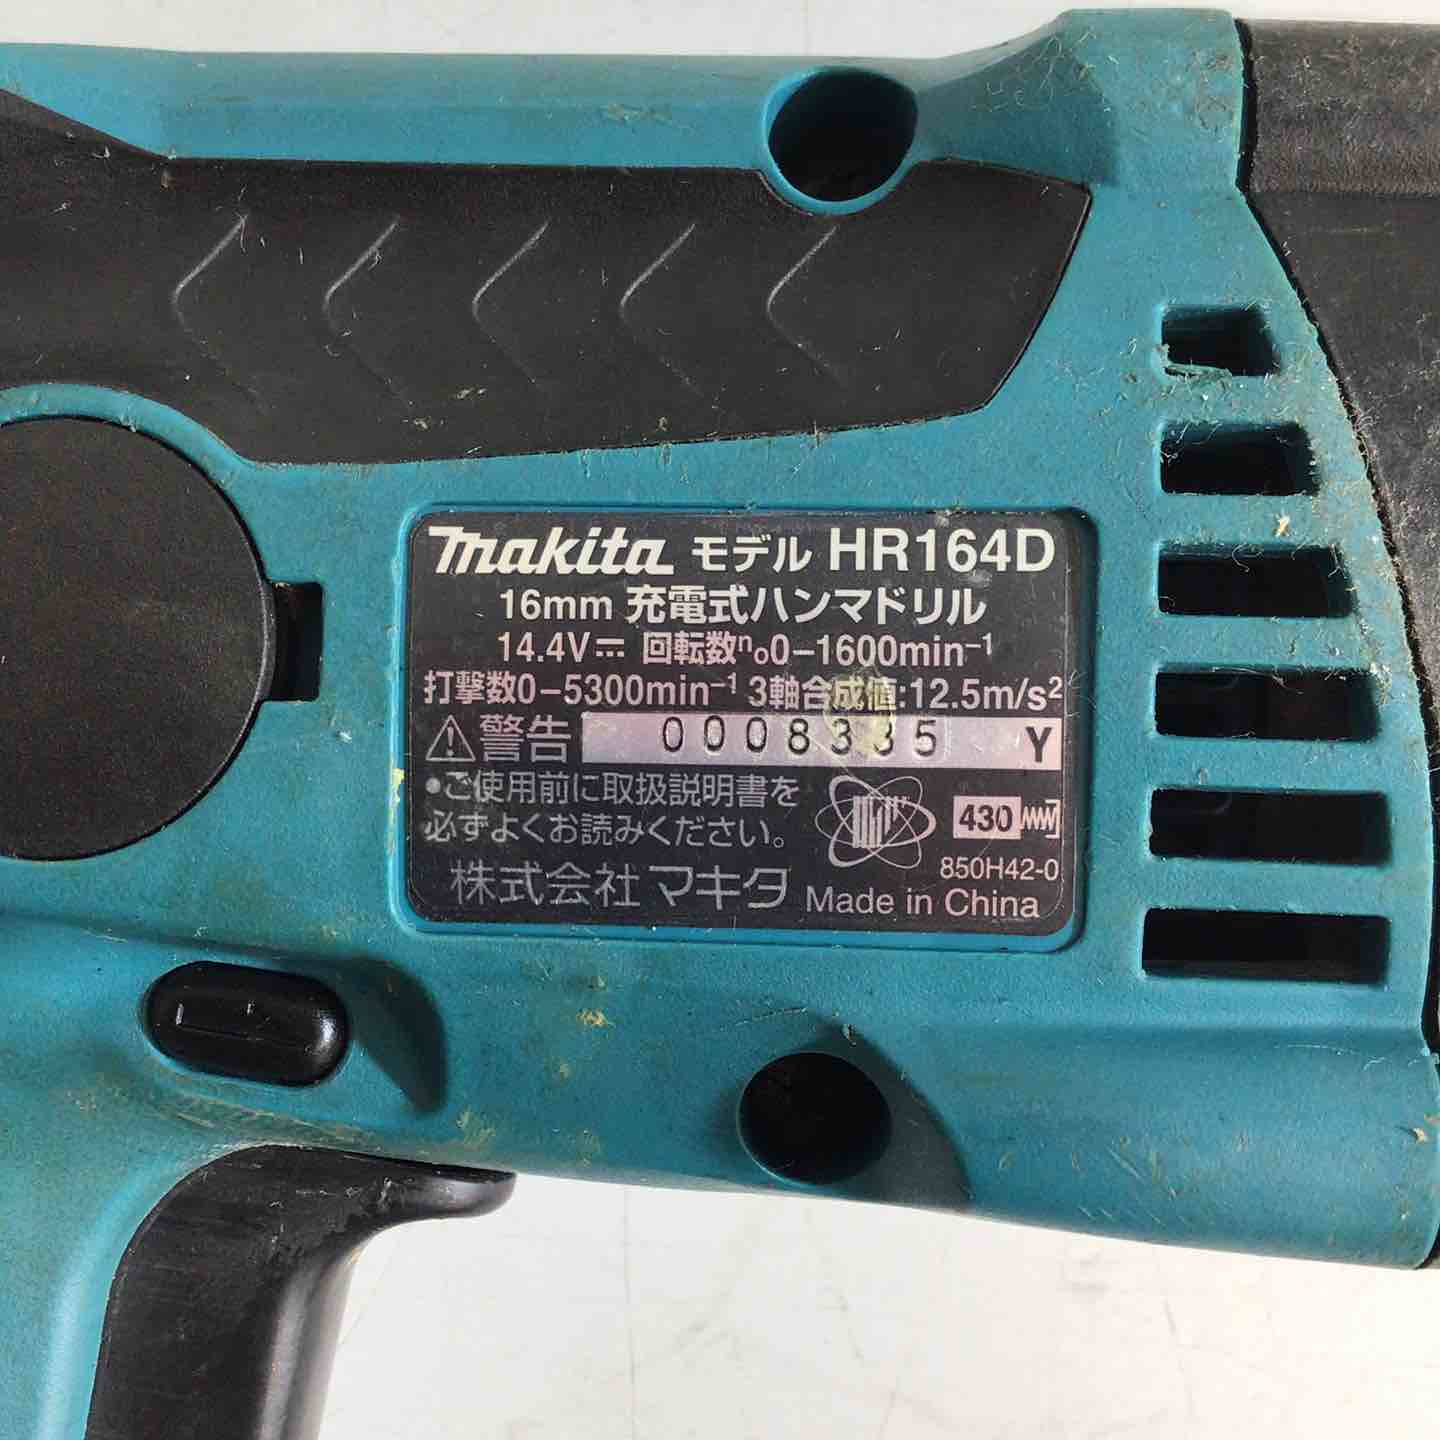 makita モデル HR164D
16mm 充電式ハンマドリル
14.4V⎓ 回転数n₀0−1600min⁻¹
打撃数0−5300min⁻¹ 3軸合成値:12.5m/s²
⚠警告 0008335 Y
•ご使用前に取扱説明書を
必ずよくお読みください。
430
850H42-0
株式会社マキタ Made in China